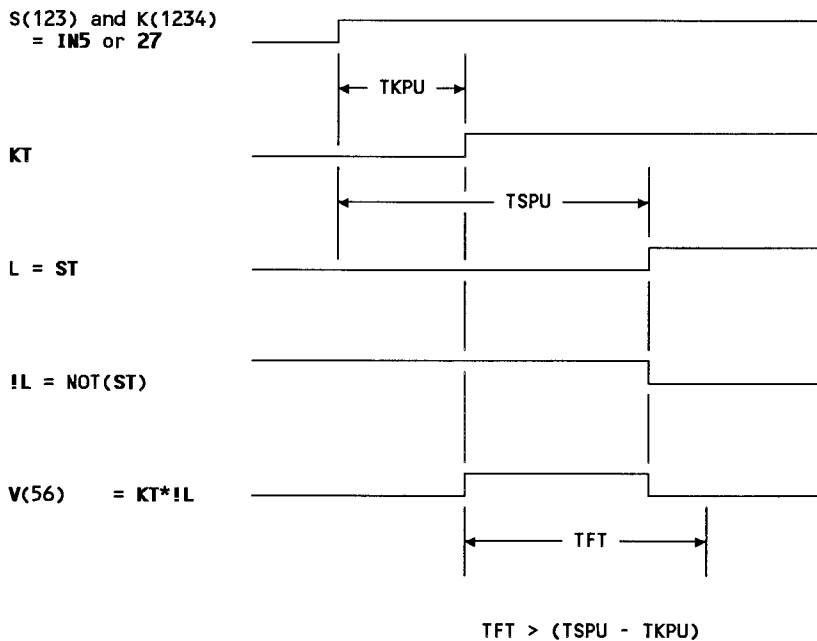 S(123) and K(1234)
= IN5 or 27
TKPU
KT
TSPU
L = ST
!L = NOT(ST)
V(56) = KT*!L
TFT
TFT > (TSPU - TKPU)